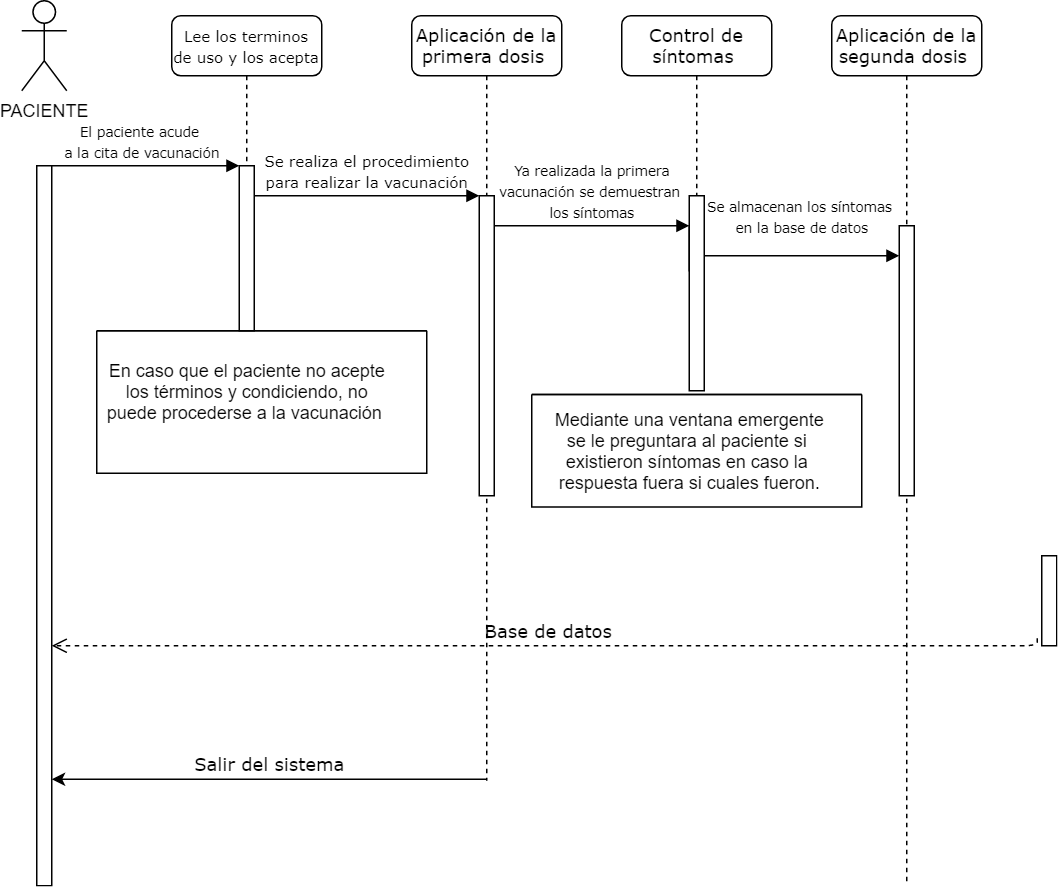 PACIENTE
Lee los terminos
de uso y los acepta
Aplicación de la
primera dosis
Control de
síntomas
Aplicación de la
segunda dosis
El paciente acude
a la cita de vacunación
Se realiza el procedimiento
para realizar la vacunación
Ya realizada la primera
vacunación se demuestran
los síntomas
Se almacenan los síntomas
en la base de datos
En caso que el paciente no acepte
los términos y condiciendo, no
puede procederse a la vacunación
Mediante una ventana emergente
se le preguntara al paciente si
existieron síntomas en caso la
respuesta fuera si cuales fueron.
Base de datos
Salir del sistema